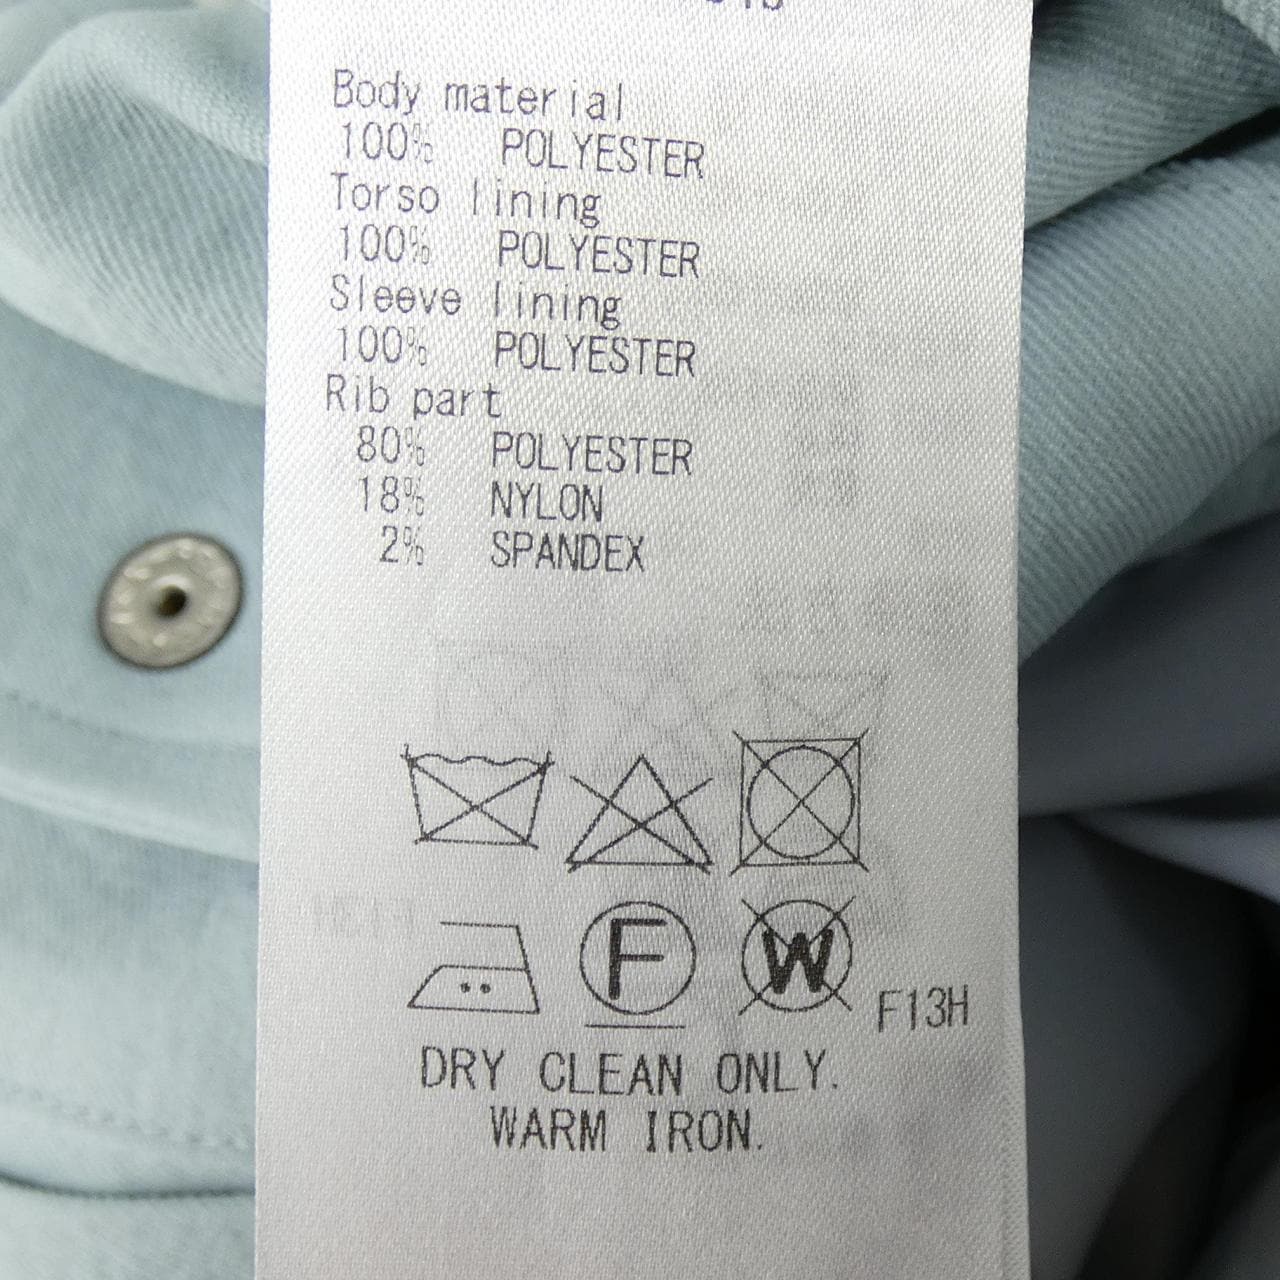 Body material
100% POLYESTER
Torso lining
100% POLYESTER
Sleeve lining
100% POLYESTER
Rib part
80% POLYESTER
18% NYLON
2% SPANDEX
F
W
F13H
DRY CLEAN ONLY.
WARM IRON.